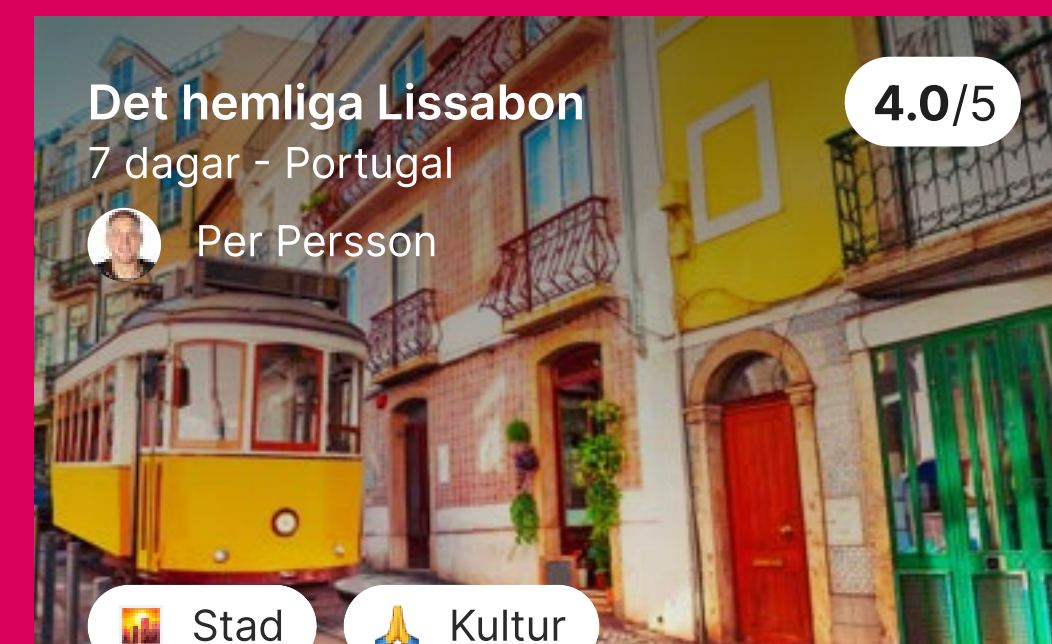 Det hemliga Lissabon
4.0/5
7 dagar - Portugal
Per Persson
Stad
Kultur